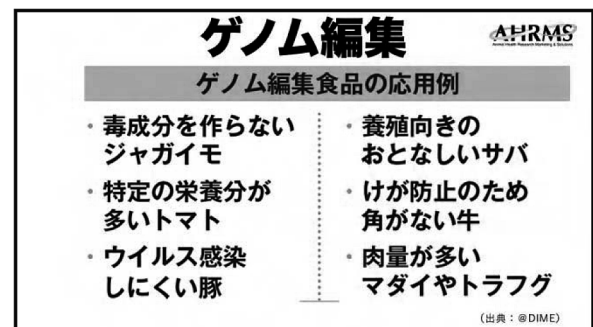 ゲノム編集
AHRMS
Animal Health Research Marketing & Solutions
ゲノム編集食品の応用例
・毒成分を作らない
ジャガイモ
・特定の栄養分が
多いトマト
・ウイルス感染
しにくい豚
・養殖向きの
おとなしいサバ
・けが防止のため
角がない牛
・肉量が多い
マダイやトラフグ
（出典：@DIME）